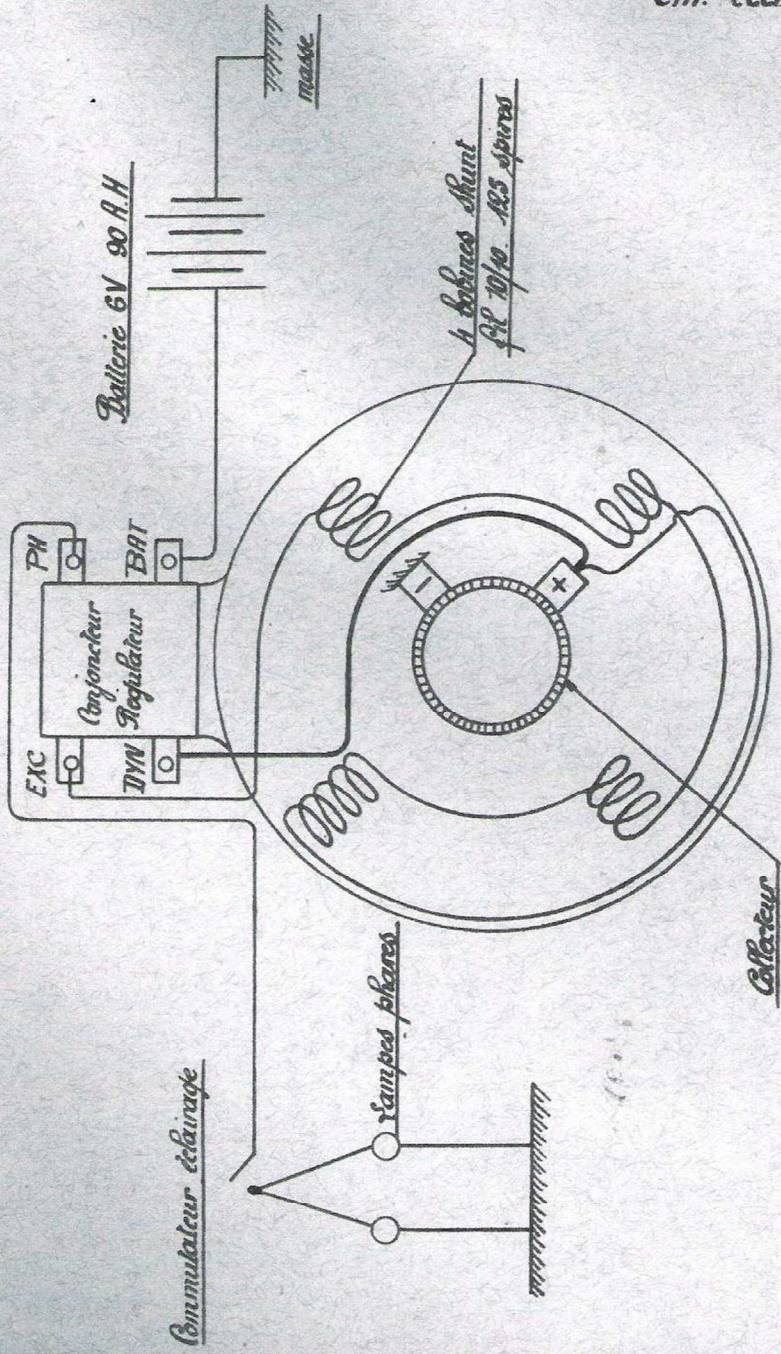 Batterie 6V 90 A.H
masse
PH
BAT
Conjoncteur
Régulateur
EXC
DYN
4 bobines shunt
fil 10/10. 125 spires
-
+
Commutateur éclairage
Lampes phares
Collecteur